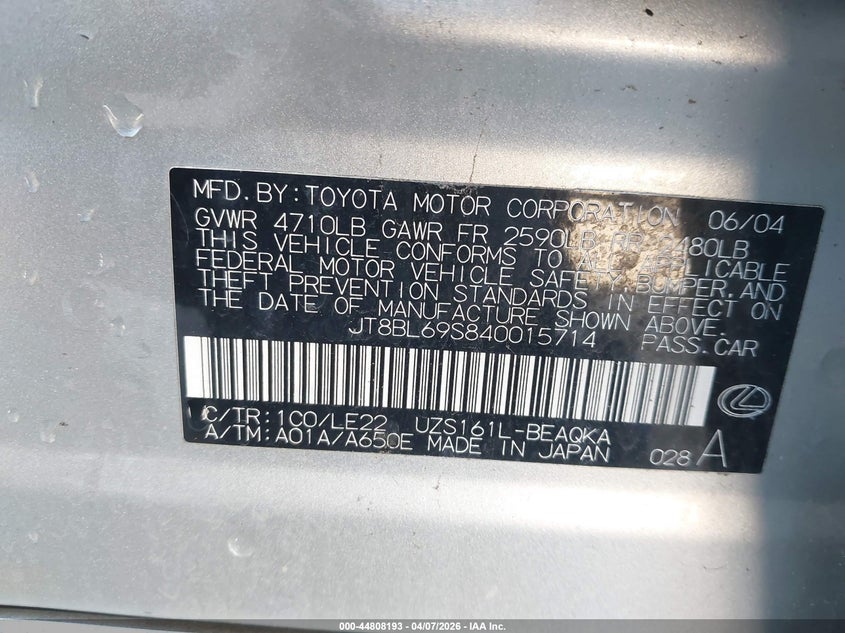 MFD. BY: TOYOTA MOTOR CORPORATION 06/04
GVWR 4710LB GAWR FR 2590LB RR 2480LB
THIS VEHICLE CONFORMS TO ALL APPLICABLE
FEDERAL MOTOR VEHICLE SAFETY, BUMPER, AND
THEFT PREVENTION STANDARDS IN EFFECT ON
THE DATE OF MANUFACTURE SHOWN ABOVE.
JT8BL69S840015714 PASS.CAR
C/TR: 1C0/LE22 UZS161L-BEAQKA
A/TM: A01A/A650E MADE IN JAPAN 028 A
000-44808193 - 04/07/2026 - IAA Inc.